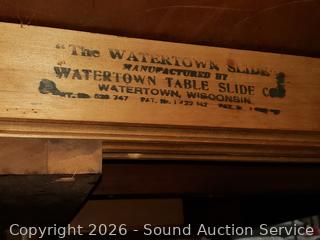 "The WATERTOWN SLIDE"
MANUFACTURED BY
WATERTOWN TABLE SLIDE CO
WATERTOWN, WISCONSIN.
Copyright © 2026 - Sound Auction Service